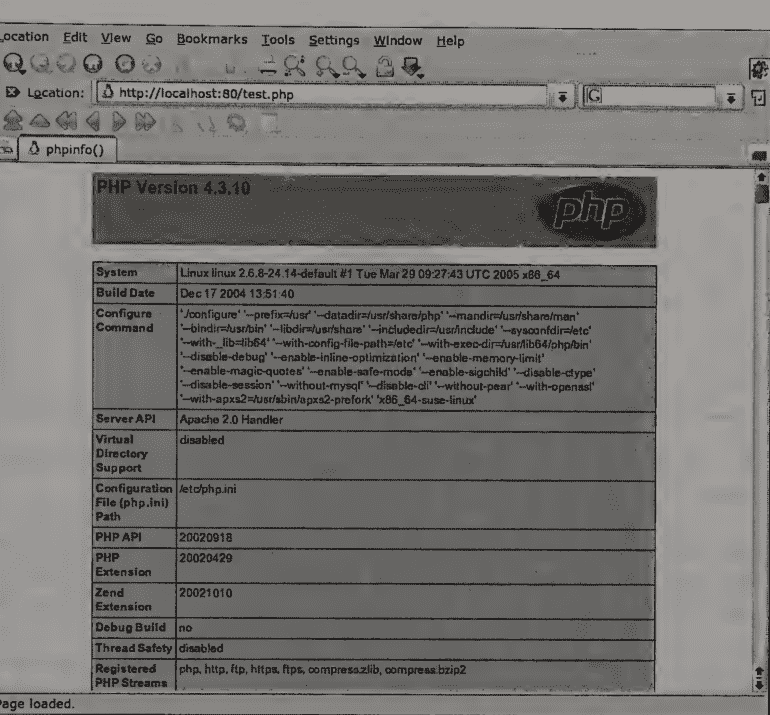 Location Edit View Go Bookmarks Tools Settings Window Help
Location: http://localhost:80/test.php G
phpinfo()
PHP Version 4.3.10
php
System Linux linux 2.6.8-24.14-default #1 Tue Mar 29 09:27:43 UTC 2005 x86_64
Build Date Dec 17 2004 13:51:40
Configure './configure' '--prefix=/usr' '--datadir=/usr/share/php' '--mandir=/usr/share/man'
Command '--bindir=/usr/bin' '--libdir=/usr/share' '--includedir=/usr/include' '--sysconfdir=/etc'
'--with-_lib=lib64' '--with-config-file-path=/etc' '--with-exec-dir=/usr/lib64/php/bin'
'--disable-debug' '--enable-inline-optimization' '--enable-memory-limit'
'--enable-magic-quotes' '--enable-safe-mode' '--enable-sigchild' '--disable-ctype'
'--disable-session' '--without-mysql' '--disable-cli' '--without-pear' '--with-openssl'
'--with-apxs2=/usr/sbin/apxs2-prefork' 'x86_64-suse-linux'
Server API Apache 2.0 Handler
Virtual disabled
Directory
Support
Configuration /etc/php.ini
File (php.ini)
Path
PHP API 20020918
PHP 20020429
Extension
Zend 20021010
Extension
Debug Build no
Thread Safety disabled
Registered php, http, ftp, https, ftps, compress.zlib, compress.bzip2
PHP Streams
Page loaded.